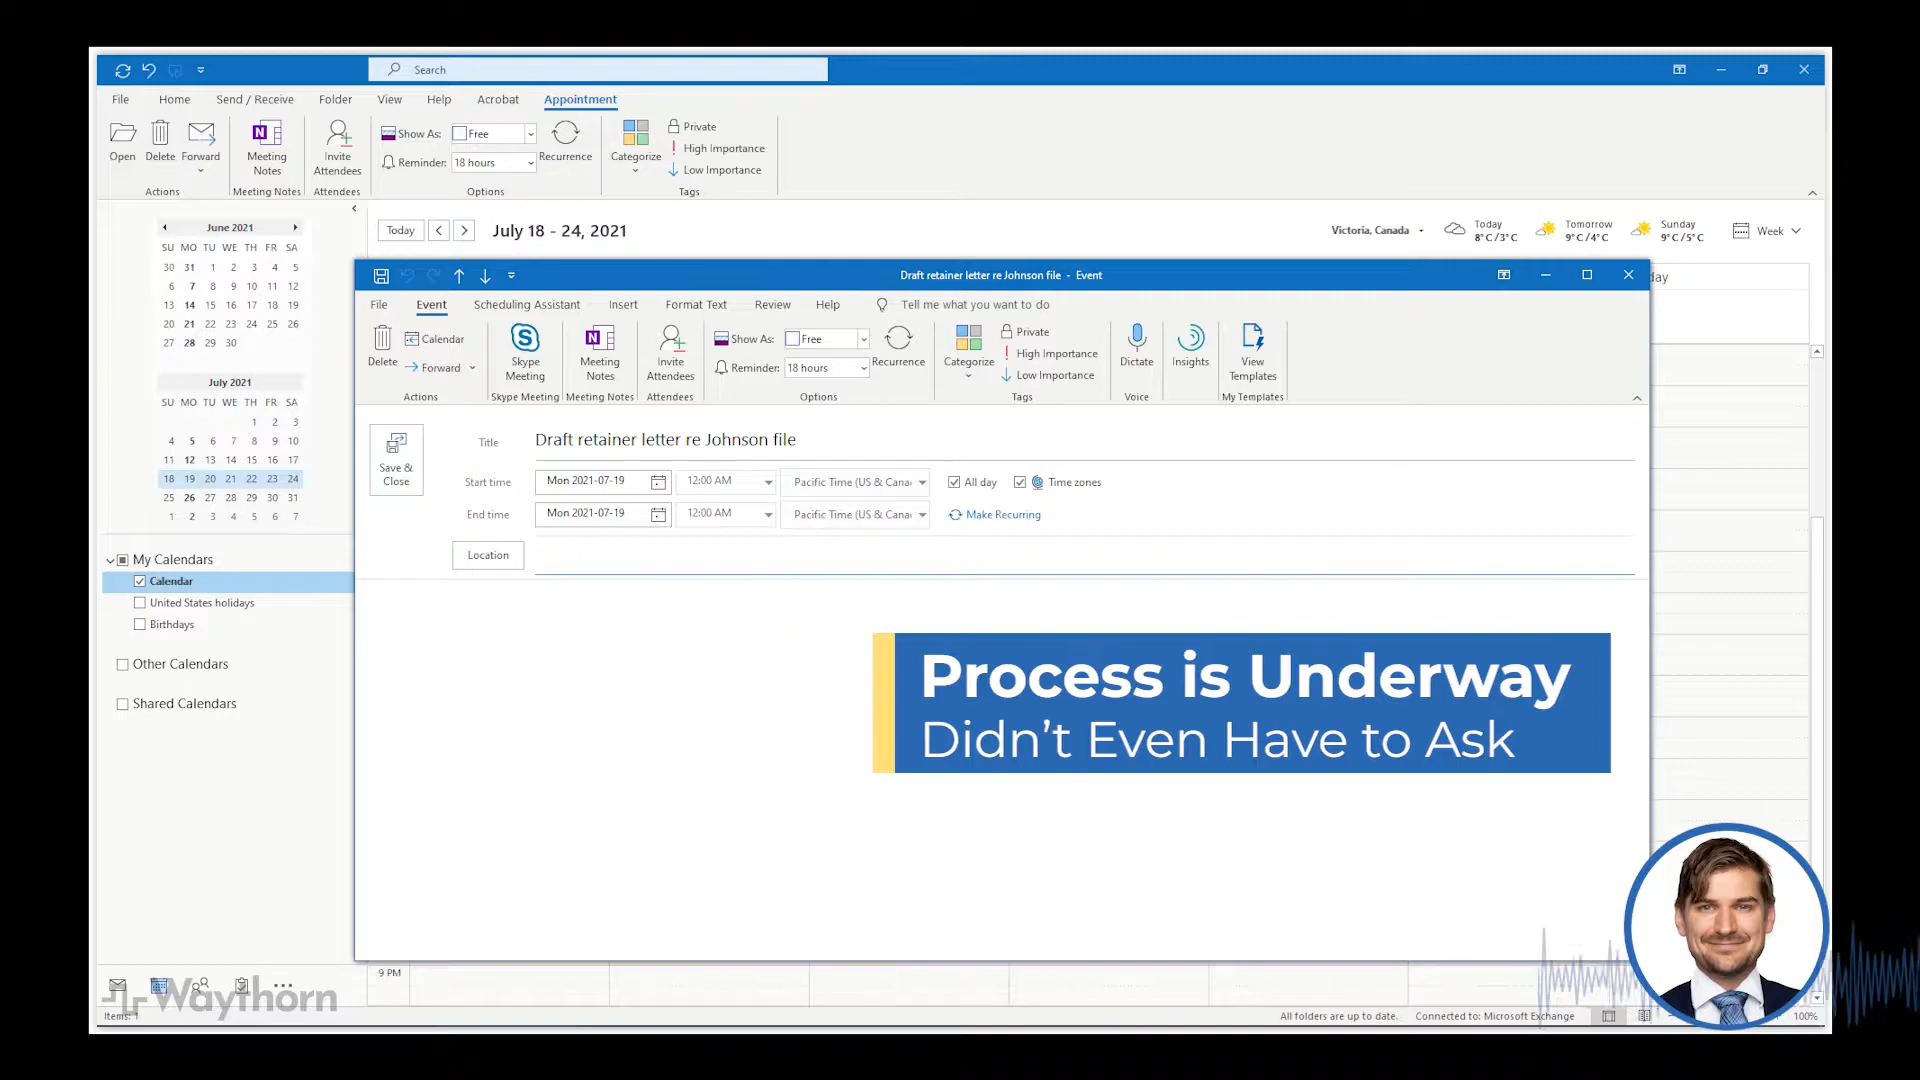 Search
File Home Send / Receive Folder View Help Acrobat Appointment
Open Delete Forward Meeting Notes Invite Attendees Show As: Free Reminder: 18 hours Recurrence Categorize Private High Importance Low Importance
Actions Meeting Notes Attendees Options Tags
June 2021
SU MO TU WE TH FR SA
30 31 1 2 3 4 5
6 7 8 9 10 11 12
13 14 15 16 17 18 19
20 21 22 23 24 25 26
27 28 29 30
July 2021
SU MO TU WE TH FR SA
1 2 3
4 5 6 7 8 9 10
11 12 13 14 15 16 17
18 19 20 21 22 23 24
25 26 27 28 29 30 31
1 2 3 4 5 6 7
My Calendars
Calendar
United States holidays
Birthdays
Other Calendars
Shared Calendars
Today July 18 - 24, 2021 Victoria, Canada Today 8°C/3°C Tomorrow 9°C/4°C Sunday 9°C/5°C Week
day
Draft retainer letter re Johnson file - Event
File Event Scheduling Assistant Insert Format Text Review Help Tell me what you want to do
Delete Calendar Forward Skype Meeting Meeting Notes Invite Attendees Show As: Free Reminder: 18 hours Recurrence Categorize Private High Importance Low Importance Dictate Insights View Templates
Actions Skype Meeting Meeting Notes Attendees Options Tags Voice My Templates
Save & Close
Title Draft retainer letter re Johnson file
Start time Mon 2021-07-19 12:00 AM Pacific Time (US & Cana All day Time zones
End time Mon 2021-07-19 12:00 AM Pacific Time (US & Cana Make Recurring
Location
Process is Underway
Didn't Even Have to Ask
9 PM
Waythorn
Items: 1
All folders are up to date. Connected to: Microsoft Exchange 100%